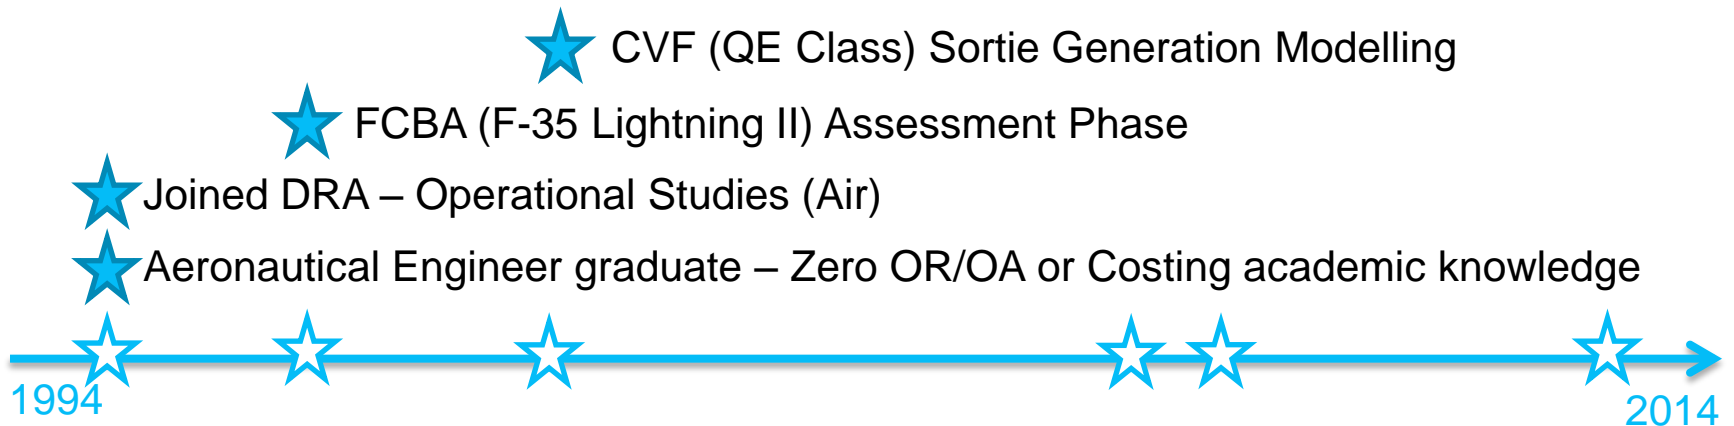 CVF (QE Class) Sortie Generation Modelling
FCBA (F-35 Lightning II) Assessment Phase
Joined DRA – Operational Studies (Air)
Aeronautical Engineer graduate – Zero OR/OA or Costing academic knowledge
1994
2014